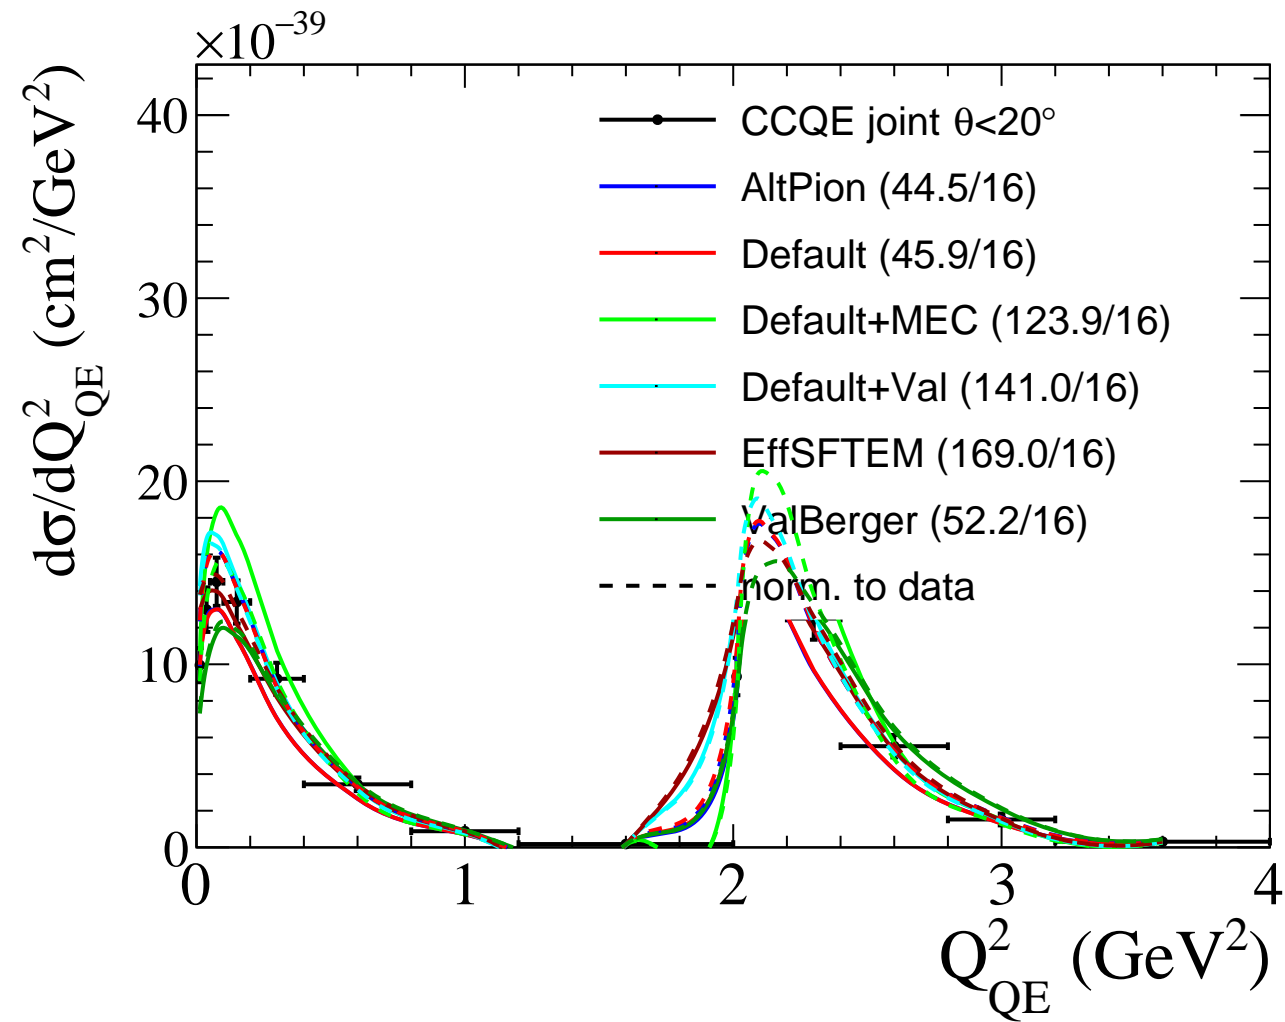 ×10⁻³⁹
dσ/dQ²QE (cm²/GeV²)
40
30
20
10
0
CCQE joint θ<20°
AltPion (44.5/16)
Default (45.9/16)
Default+MEC (123.9/16)
Default+Val (141.0/16)
EffSFTEM (169.0/16)
ValBerger (52.2/16)
norm. to data
0 1 2 3 4
Q²QE (GeV²)